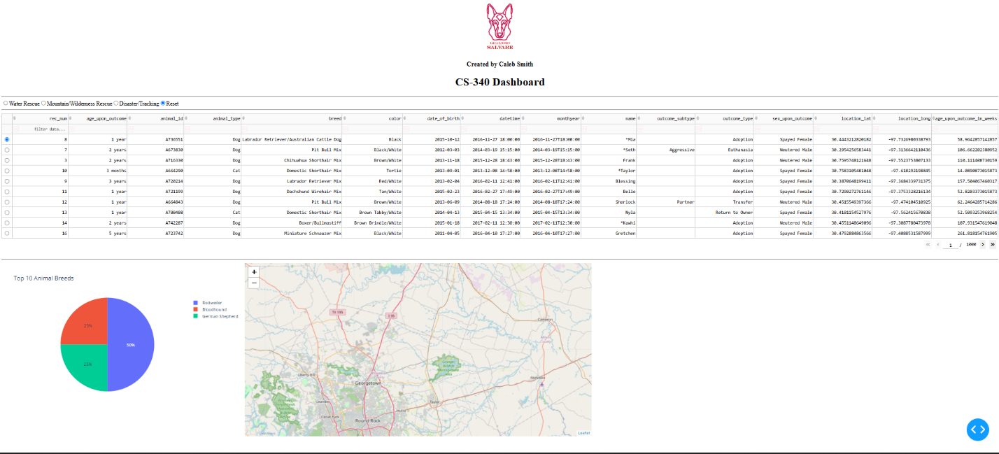 GRAZIOSO
SALVARE
Created by Caleb Smith
CS-340 Dashboard
Water Rescue Mountain/Wilderness Rescue Disaster/Tracking Reset
rec_num age_upon_outcome animal_id animal_type breed color date_of_birth datetime monthyear name outcome_subtype outcome_type sex_upon_outcome location_lat location_long age_upon_outcome_in_weeks
filter data...
8 1 year A736551 Dog Labrador Retriever/Australian Cattle Dog Black 2015-10-12 2016-11-27 18:00:00 2016-11-27T18:00:00 *Mia Adoption Spayed Female 30.4443212820182 -97.7326980338793 58.9642857142857
7 2 years A673830 Dog Pit Bull Mix Black/White 2012-03-03 2014-03-19 15:15:00 2014-03-19T15:15:00 *Seth Aggressive Euthanasia Neutered Male 30.2954256583441 -97.3136642110436 106.662202380952
3 2 years A716330 Dog Chihuahua Shorthair Mix Brown/White 2013-11-18 2015-12-28 18:43:00 2015-12-28T18:43:00 Frank Adoption Neutered Male 30.7595748121648 -97.5523753807133 110.111408730159
10 3 months A664290 Cat Domestic Shorthair Mix Tortie 2013-09-01 2013-12-08 14:58:00 2013-12-08T14:58:00 *Taylor Adoption Spayed Female 30.7583105481048 -97.618292198845 14.0890873015873
9 3 years A720214 Dog Labrador Retriever Mix Red/White 2013-02-04 2016-02-11 12:41:00 2016-02-11T12:41:00 Blessing Adoption Spayed Female 30.3870648199411 -97.3684339731375 157.504067460317
11 1 year A721199 Dog Dachshund Wirehair Mix Tan/White 2015-02-23 2016-02-27 17:49:00 2016-02-27T17:49:00 Belle Adoption Spayed Female 30.7290272761146 -97.3753328216134 52.8203373015873
12 1 year A664843 Dog Pit Bull Mix Brown/White 2013-06-09 2014-08-18 17:24:00 2014-08-18T17:24:00 Sherlock Partner Transfer Neutered Male 30.4515549397366 -97.474104510925 62.2464285714286
13 1 year A700408 Cat Domestic Shorthair Mix Brown Tabby/White 2014-04-13 2015-04-15 13:34:00 2015-04-15T13:34:00 Nyla Return to Owner Spayed Female 30.4101154527976 -97.562415670838 52.5093253968254
14 2 years A742287 Dog Boxer/Bullmastiff Brown Brindle/White 2015-01-18 2017-02-11 12:30:00 2017-02-11T12:30:00 *Kawhi Adoption Neutered Male 30.4551148649096 -97.3087780473978 107.931547619048
16 5 years A723742 Dog Miniature Schnauzer Mix Black/White 2011-04-05 2016-04-10 17:27:00 2016-04-10T17:27:00 Gretchen Adoption Spayed Female 30.4792884863566 -97.4088531587999 261.818154761905
« ‹ 1 / 1000 › »
Top 10 Animal Breeds
Rottweiler
Bloodhound
German Shepherd
25%
50%
25%
+
−
TX 195
I 35
Cameron
Granger
Wildlife
Management
Area
Liberty Hill
Georgetown
Rockdale
Leander
Taylor
Hutto
Cedar Park
Round Rock
Leaflet